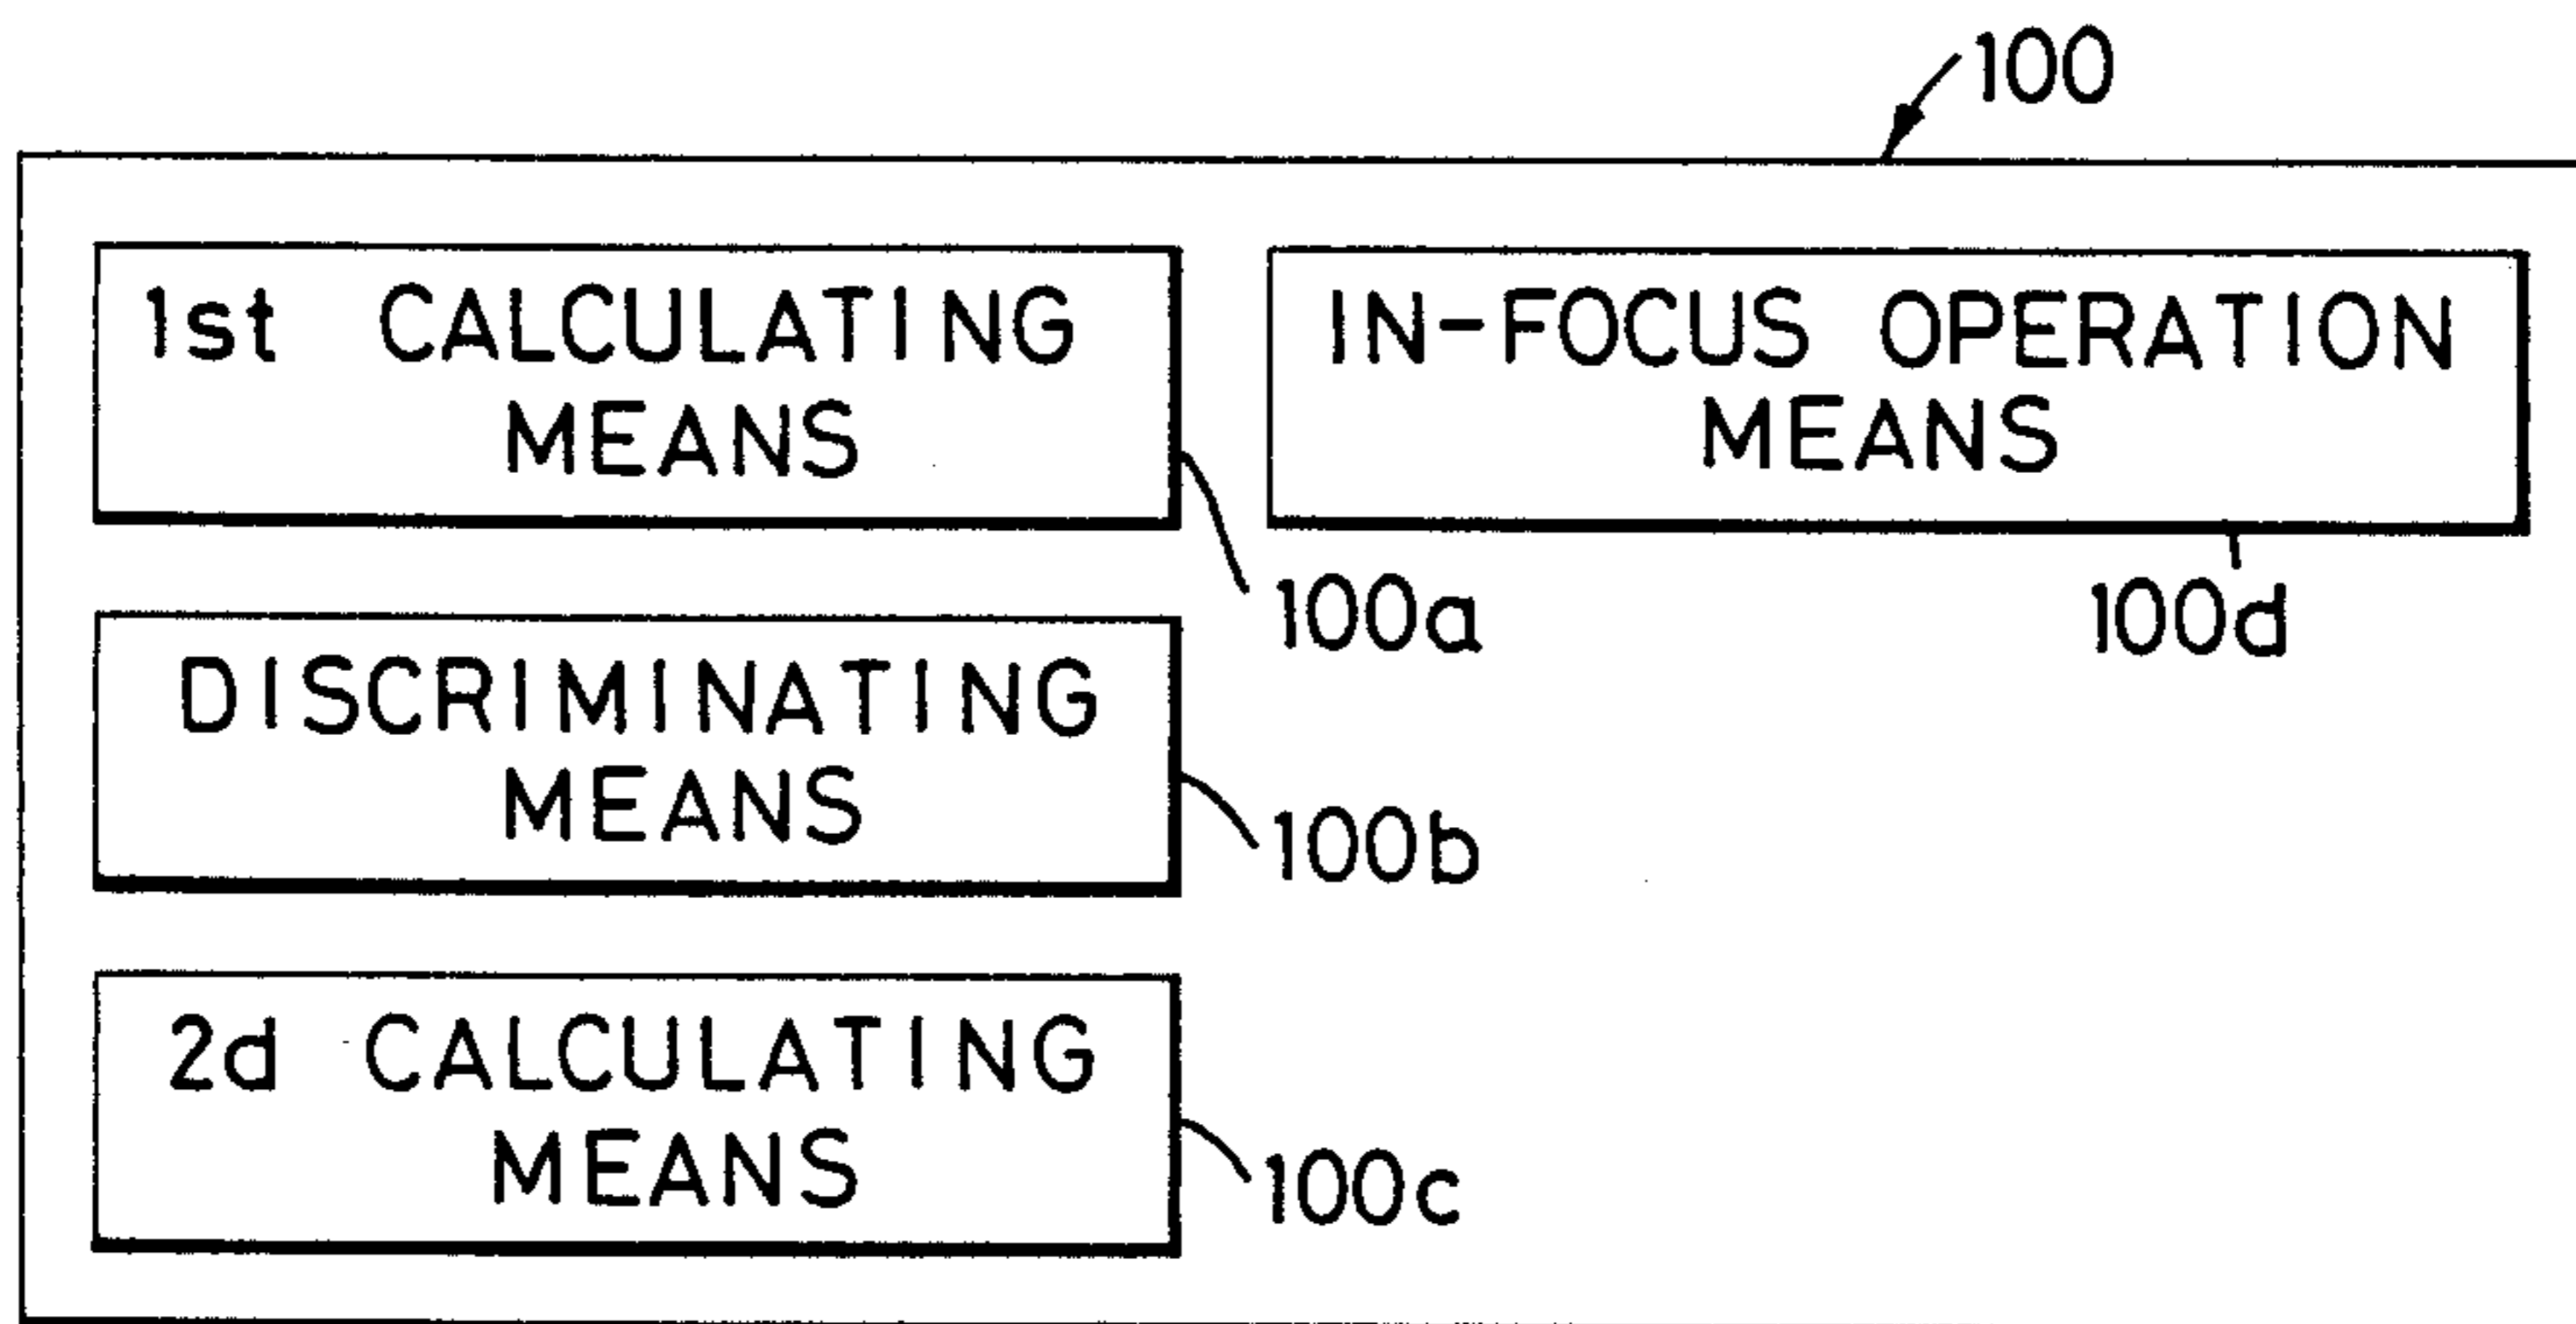 100
1st CALCULATING
MEANS
100a
IN-FOCUS OPERATION
MEANS
100d
DISCRIMINATING
MEANS
100b
2d CALCULATING
MEANS
100c